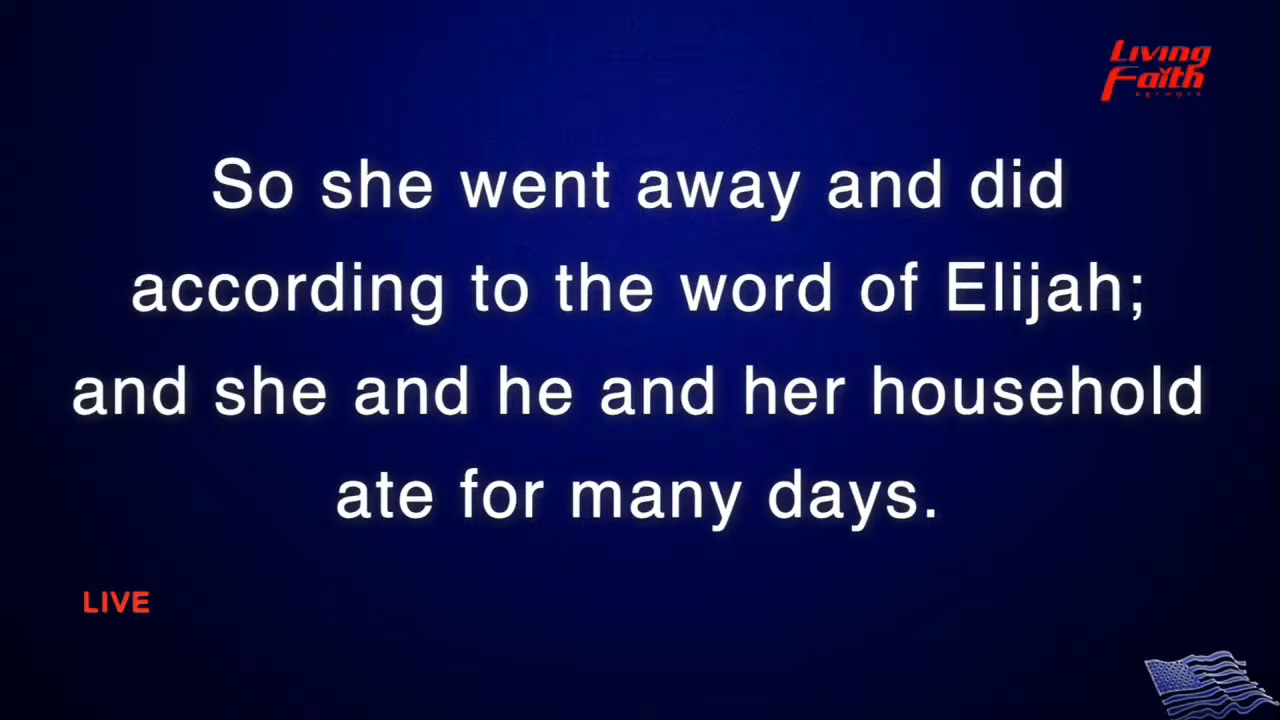 Living
Faith
So she went away and did
according to the word of Elijah;
and she and he and her household
ate for many days.
LIVE